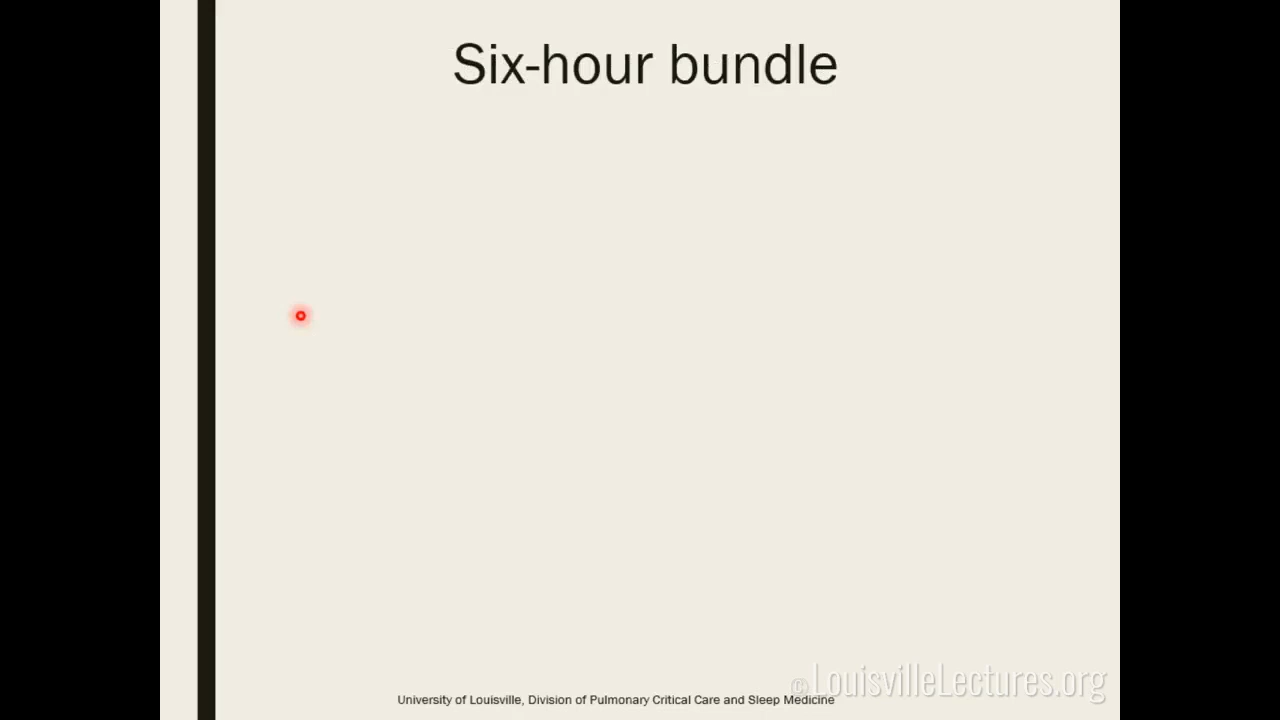 Six-hour bundle
© LouisvilleLectures.org
University of Louisville, Division of Pulmonary Critical Care and Sleep Medicine